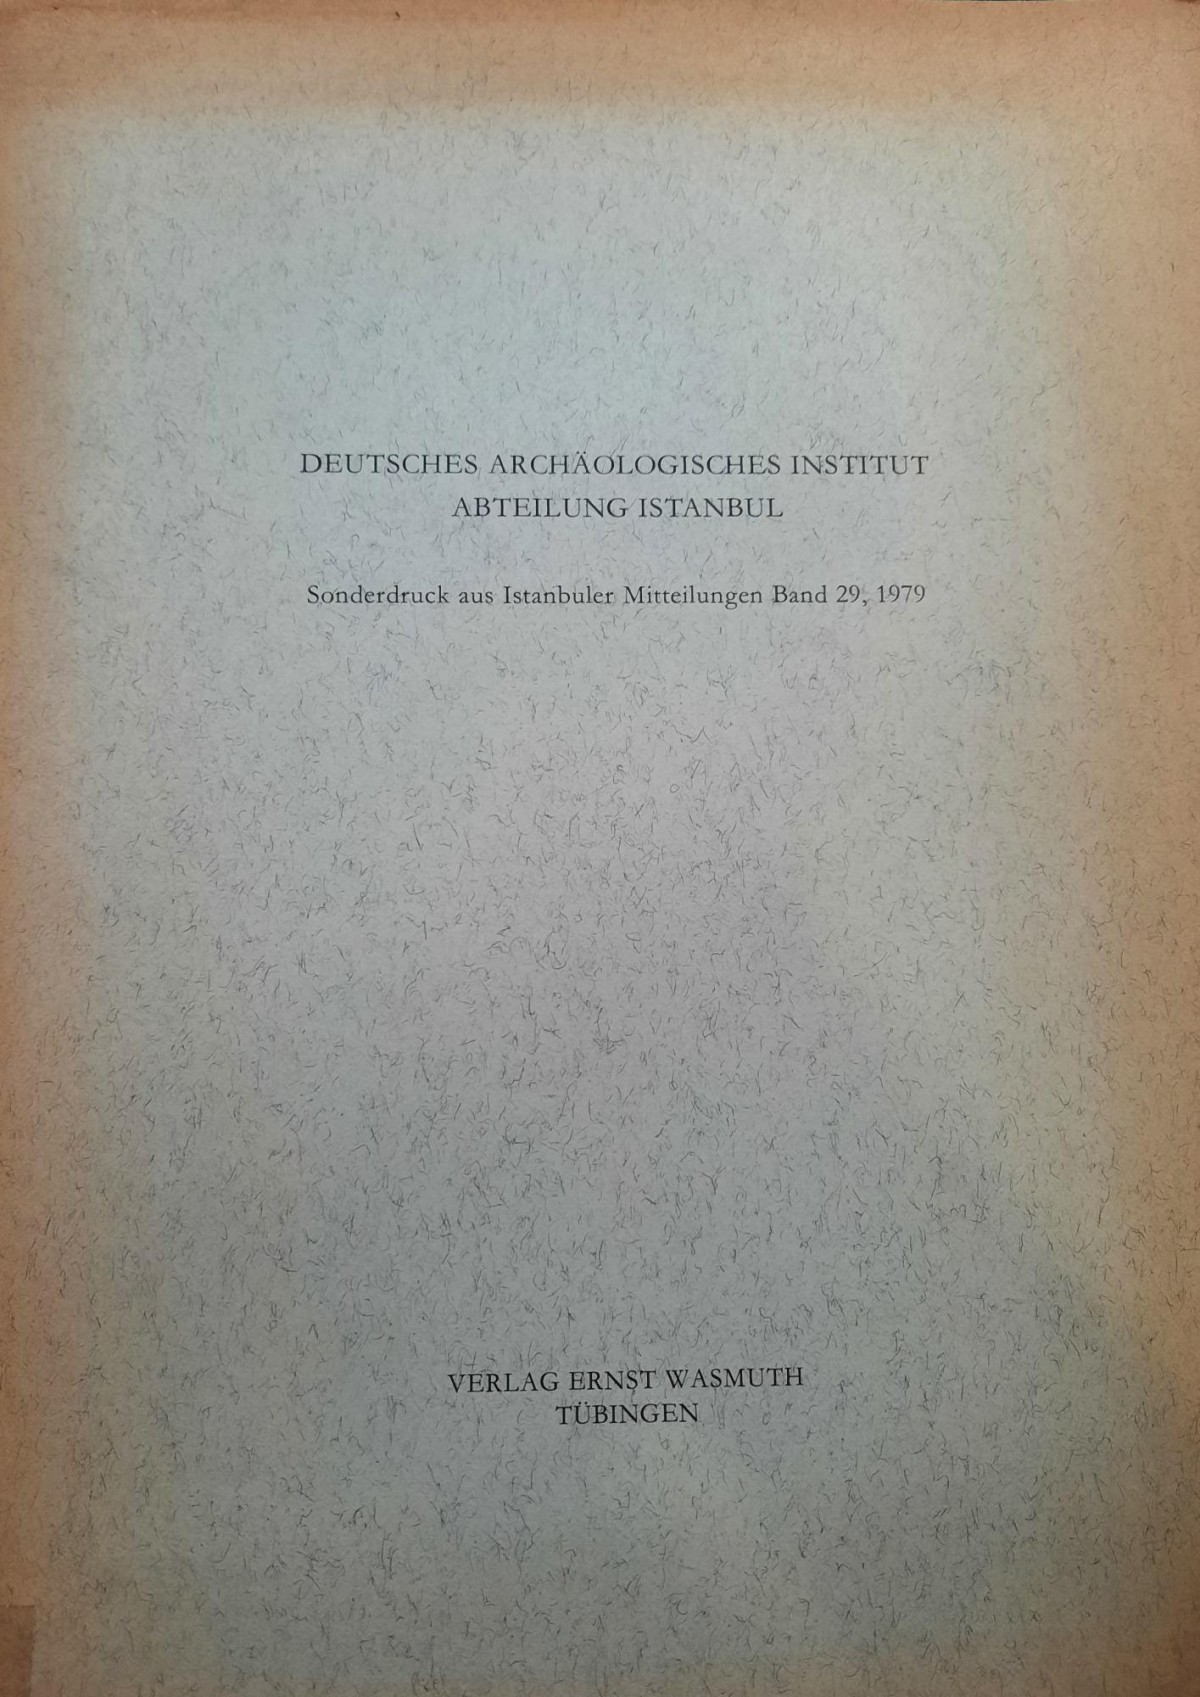 DEUTSCHES ARCHÄOLOGISCHES INSTITUT
ABTEILUNG ISTANBUL
Sonderdruck aus Istanbuler Mitteilungen Band 29, 1979
VERLAG ERNST WASMUTH
TÜBINGEN